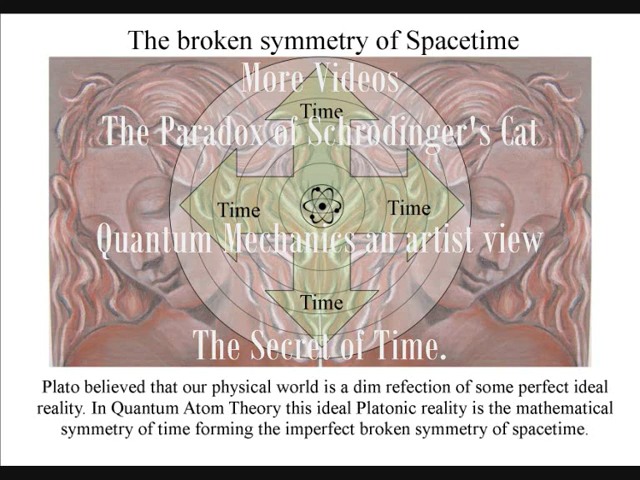 The broken symmetry of Spacetime
More Videos
Time
The Paradox of Schrodinger's Cat
Time
Time
Quantum Mechanics an artist view
Time
The Secret of Time.
Plato believed that our physical world is a dim refection of some perfect ideal
reality. In Quantum Atom Theory this ideal Platonic reality is the mathematical
symmetry of time forming the imperfect broken symmetry of spacetime.